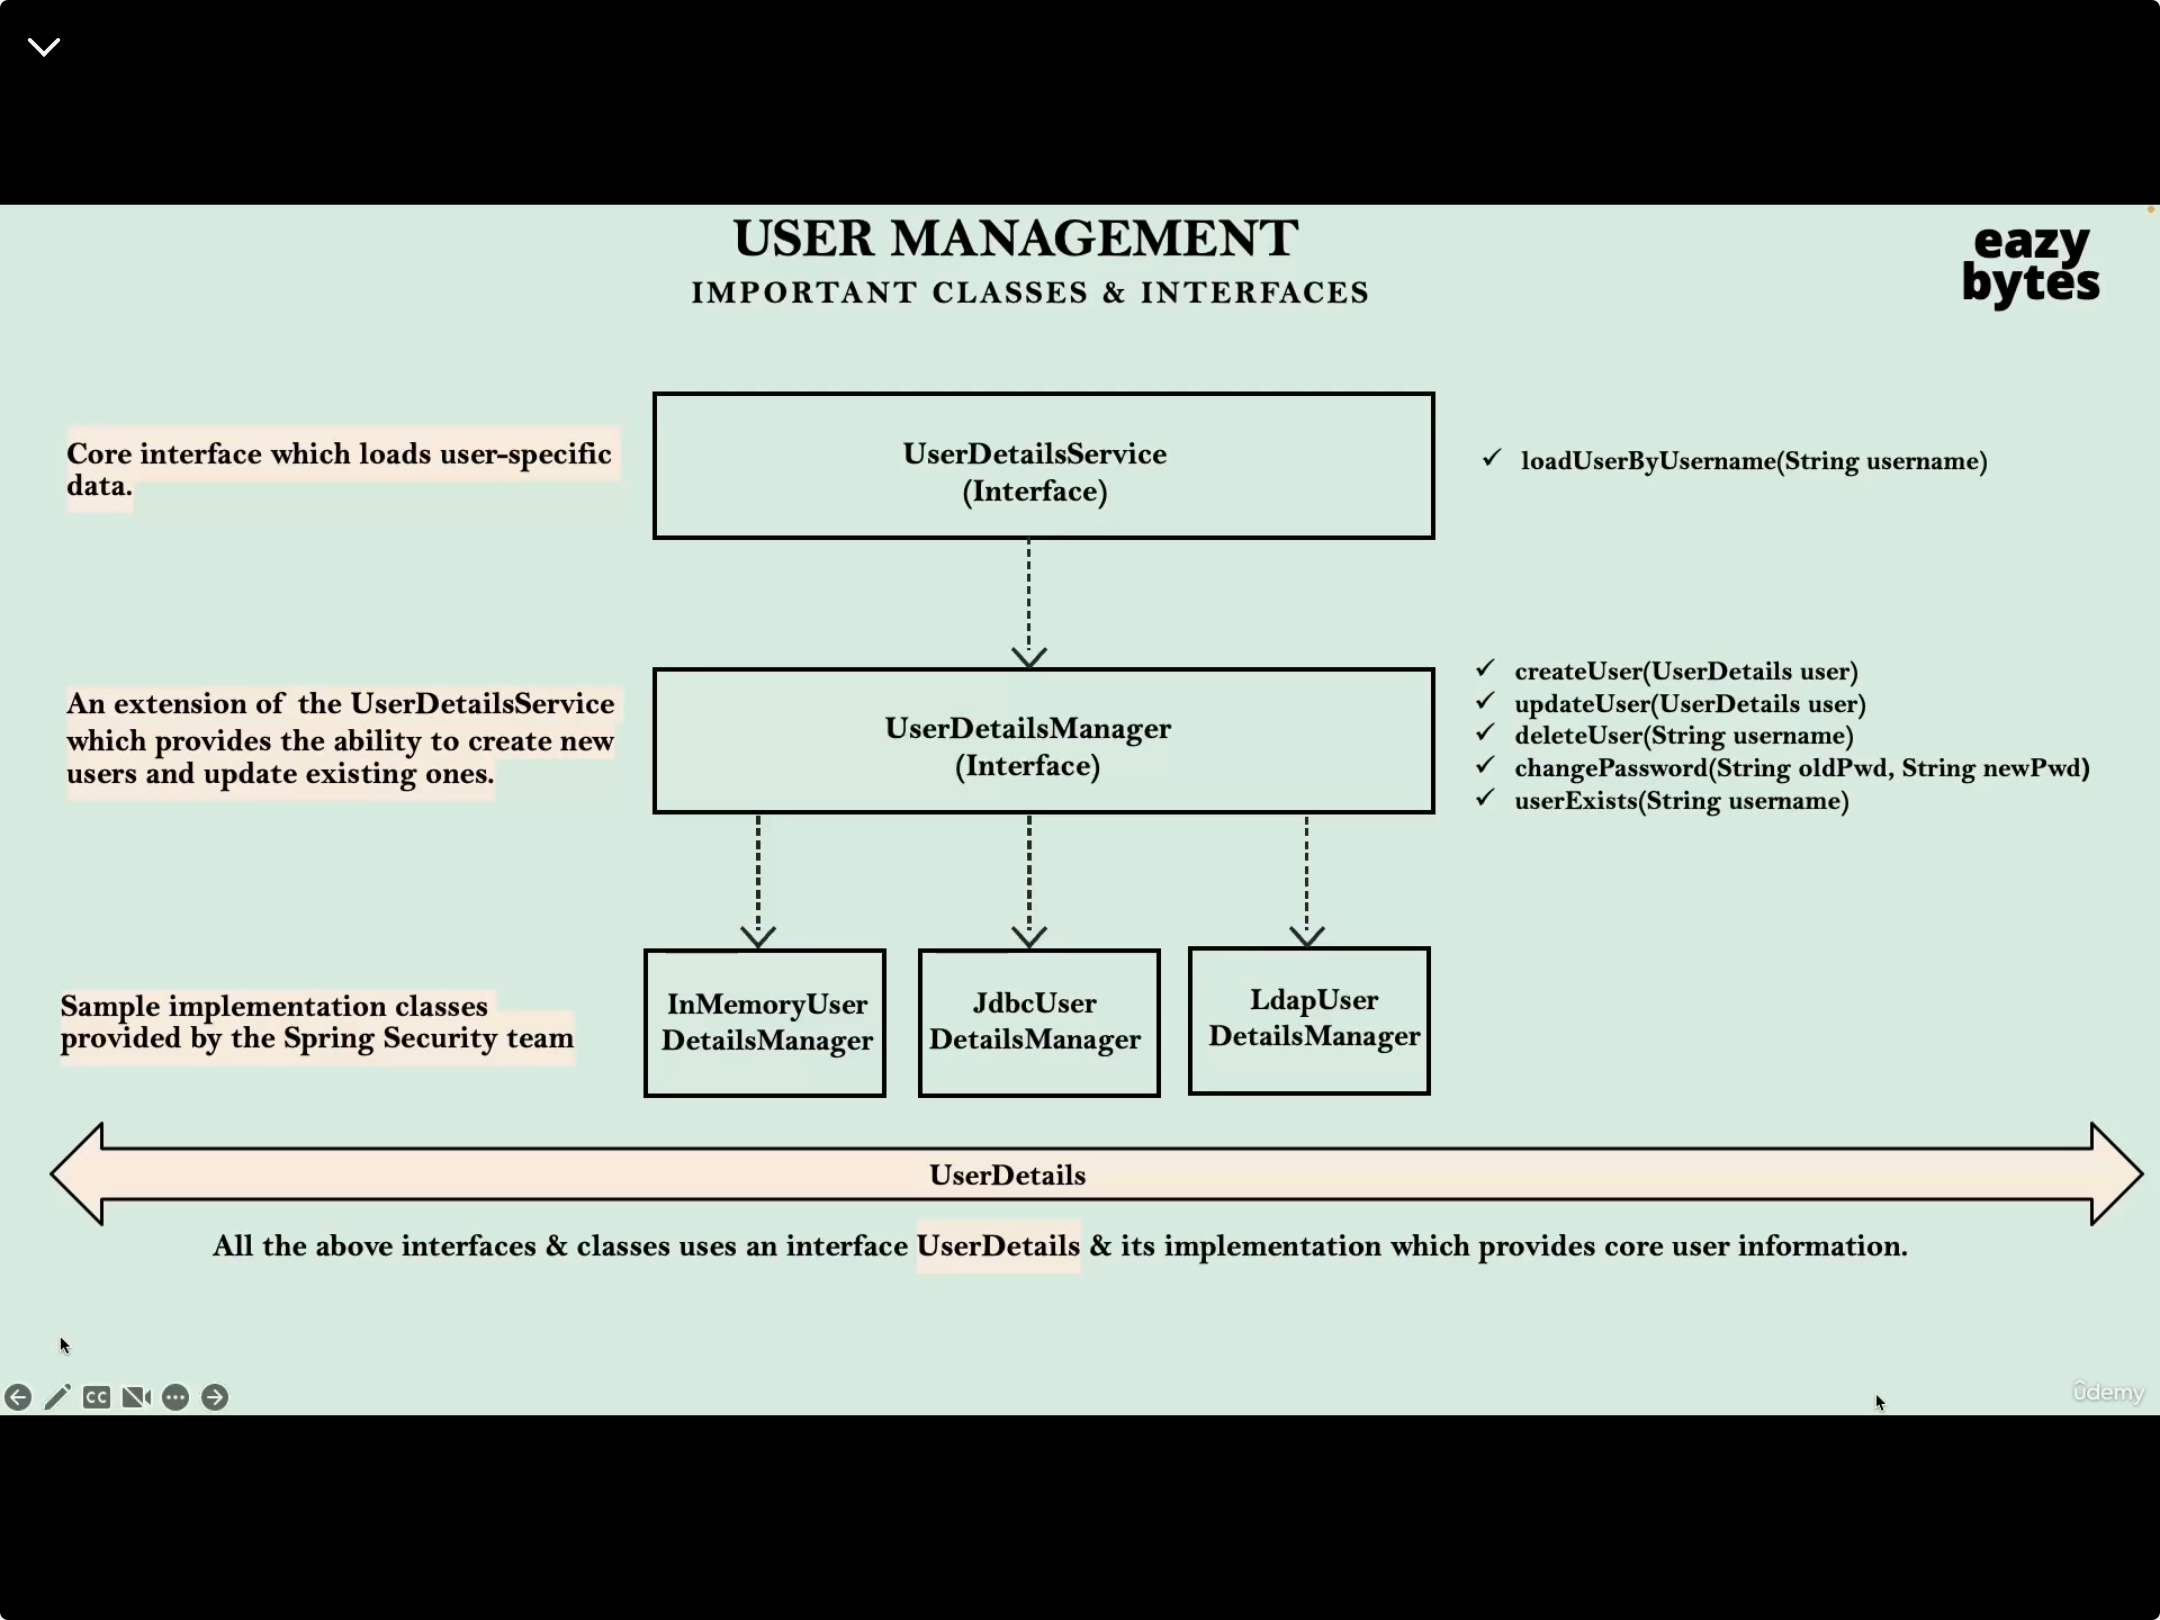 USER MANAGEMENT
IMPORTANT CLASSES & INTERFACES
eazy
bytes
Core interface which loads user-specific
data.
UserDetailsService
(Interface)
✓ loadUserByUsername(String username)
An extension of the UserDetailsService
which provides the ability to create new
users and update existing ones.
UserDetailsManager
(Interface)
✓ createUser(UserDetails user)
✓ updateUser(UserDetails user)
✓ deleteUser(String username)
✓ changePassword(String oldPwd, String newPwd)
✓ userExists(String username)
Sample implementation classes
provided by the Spring Security team
InMemoryUser
DetailsManager
JdbcUser
DetailsManager
LdapUser
DetailsManager
UserDetails
All the above interfaces & classes uses an interface UserDetails & its implementation which provides core user information.
CC
ûdemy